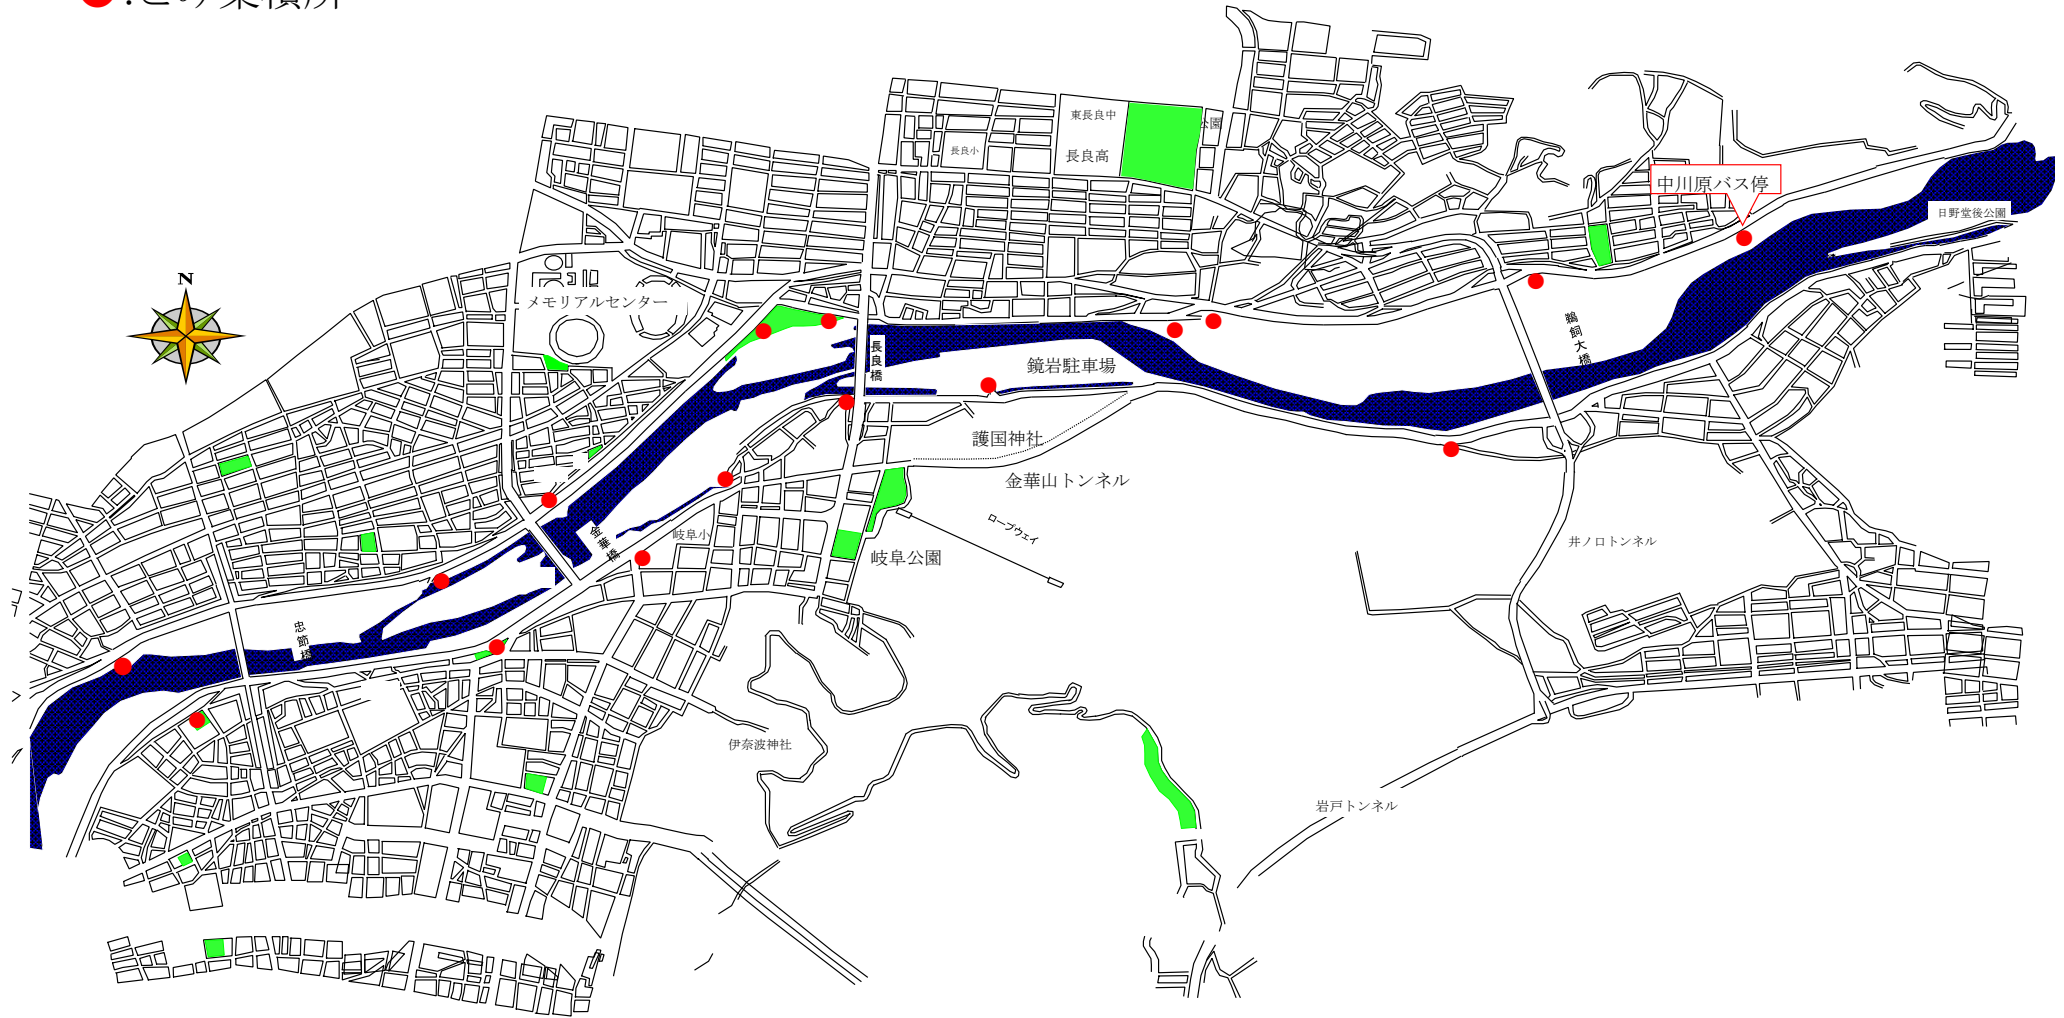 :ごみ集積所
東長良中
公園
長良小
長良高
中川原バス停
日野堂後公園
N
メモリアルセンター
鵜飼大橋
長良橋
鏡岩駐車場
護国神社
金華山トンネル
ロープウェイ
金華橋
岐阜小
岐阜公園
井ノ口トンネル
忠節橋
伊奈波神社
岩戸トンネル